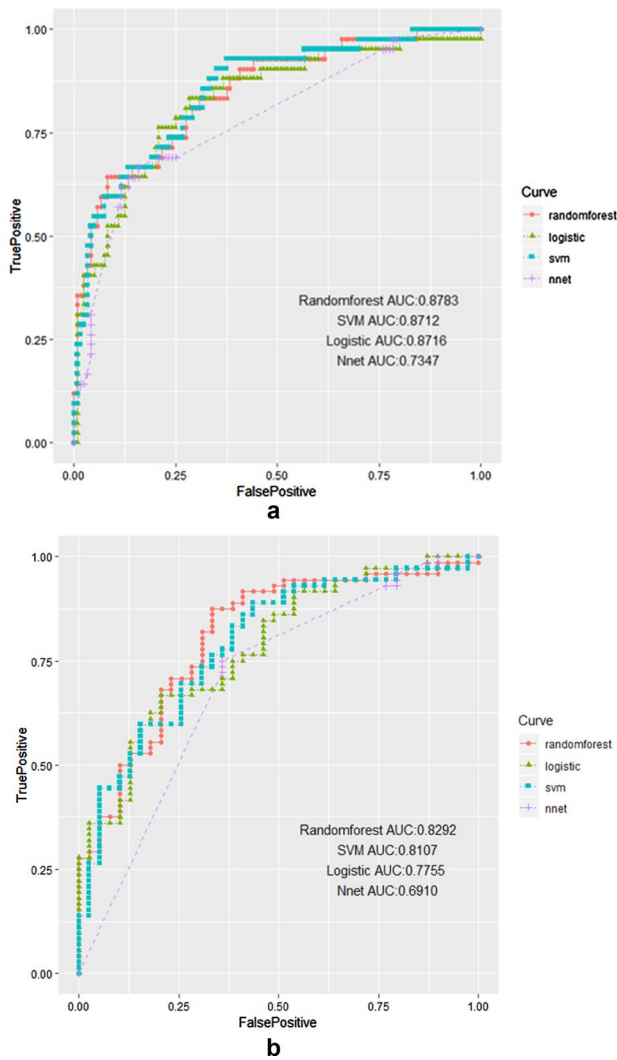 1.00
0.75
0.50
0.25
0.00
TruePositive
0.00 0.25 0.50 0.75 1.00
FalsePositive
Randomforest AUC:0.8783
SVM AUC:0.8712
Logistic AUC:0.8716
Nnet AUC:0.7347
Curve
randomforest
logistic
svm
nnet
a
1.00
0.75
0.50
0.25
0.00
TruePositive
0.00 0.25 0.50 0.75 1.00
FalsePositive
Randomforest AUC:0.8292
SVM AUC:0.8107
Logistic AUC:0.7755
Nnet AUC:0.6910
Curve
randomforest
logistic
svm
nnet
b